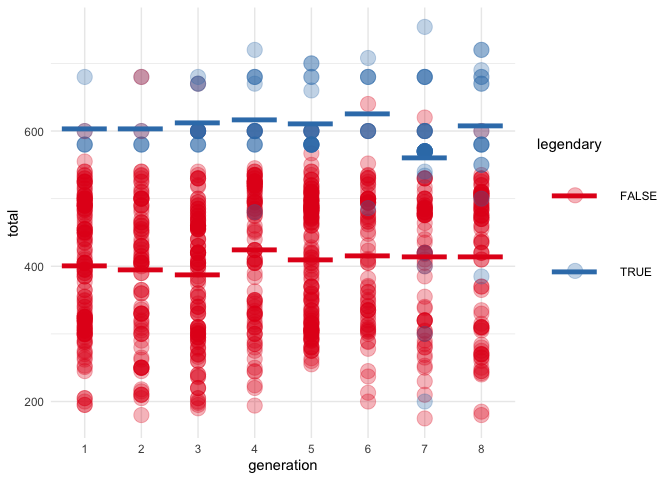 total
600
400
200
1 2 3 4 5 6 7 8
generation
legendary
FALSE
TRUE